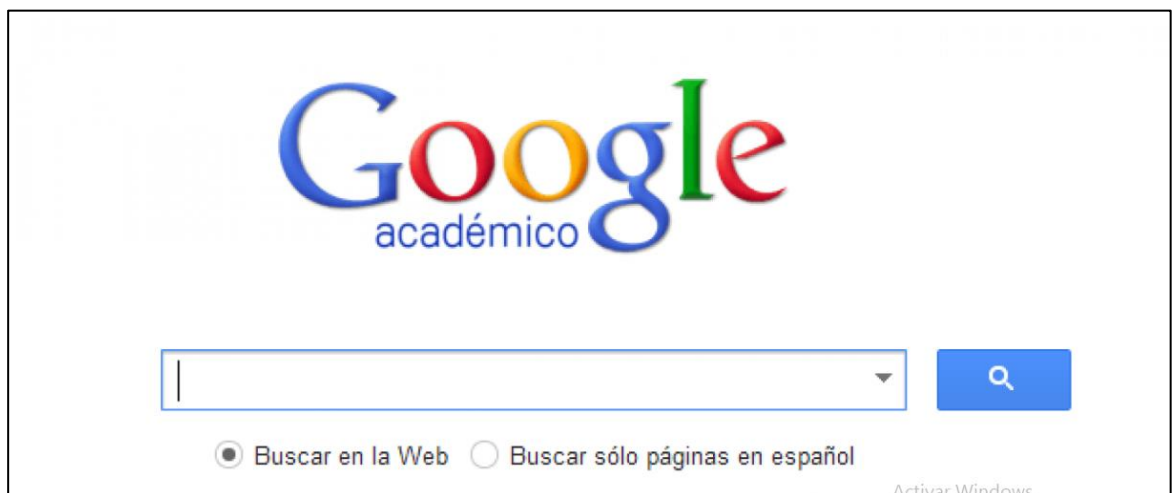 Google
académico
Buscar en la Web Buscar sólo páginas en español
Activar Windows